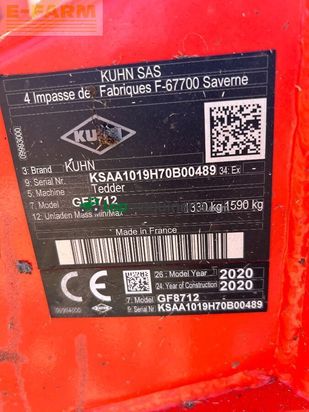 E-FARM
KUHN SAS
4 Impasse des Fabriques F-67700 Saverne
KUHN
09993000
3: Brand KUHN
9: Serial Nr. KSAA1019H70B00489 34: Ex
5: Machine Tedder
7: Model GF8712
12: Unladen Mass Min/Max 1330 kg 1590 kg
Made in France
26: Model Year 2020
24: Construction Year 2020
7: Model GF8712
9: Serial Nr. KSAA1019H70B00489
09994000